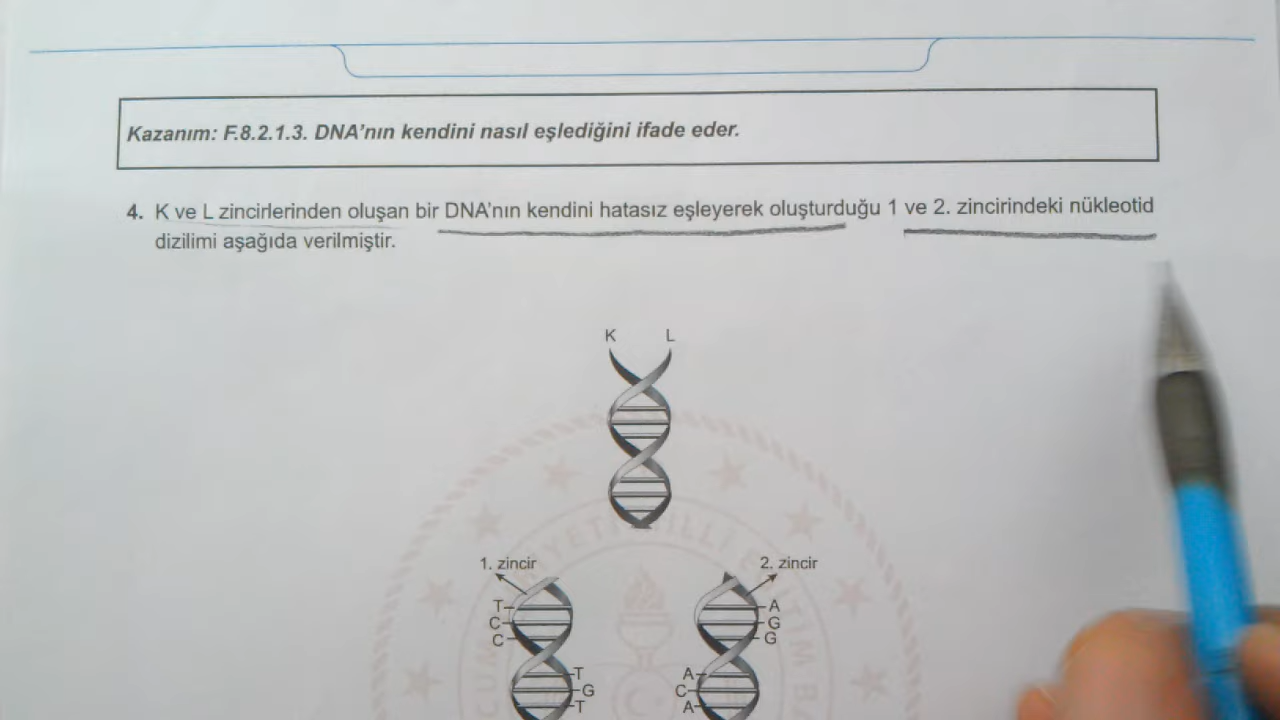 Kazanım: F.8.2.1.3. DNA'nın kendini nasıl eşlediğini ifade eder.
4. K ve L zincirlerinden oluşan bir DNA'nın kendini hatasız eşleyerek oluşturduğu 1 ve 2. zincirindeki nükleotid
dizilimi aşağıda verilmiştir.
K L
1. zincir 2. zincir
T A
C G
C G
T A
G C
T A